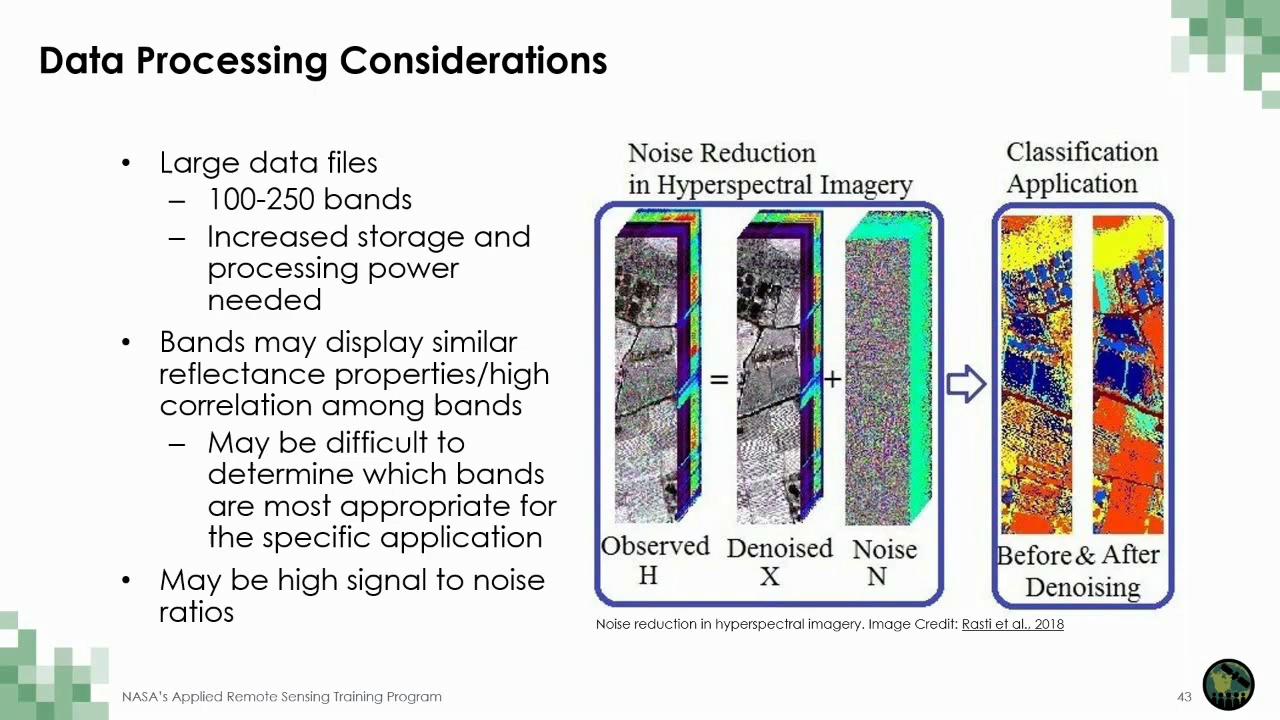 Data Processing Considerations
• Large data files
– 100-250 bands
– Increased storage and
processing power
needed
• Bands may display similar
reflectance properties/high
correlation among bands
– May be difficult to
determine which bands
are most appropriate for
the specific application
• May be high signal to noise
ratios
Noise Reduction
in Hyperspectral Imagery
= +
Observed Denoised Noise
H X N
Classification
Application
Before & After
Denoising
Noise reduction in hyperspectral imagery. Image Credit: Rasti et al., 2018
NASA's Applied Remote Sensing Training Program
43